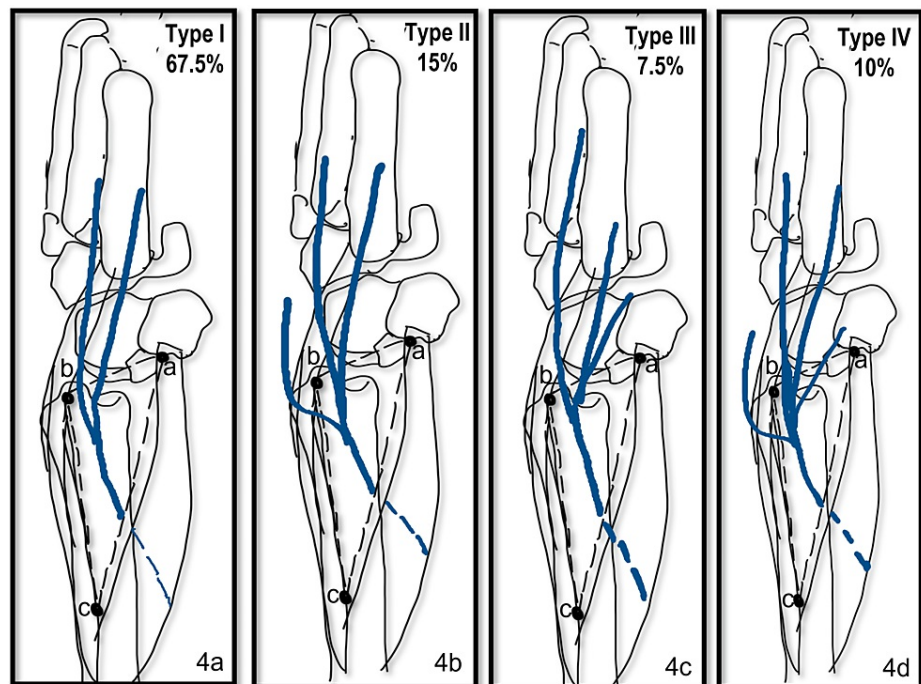 Type I
67.5%
b
a
c
4a
Type II
15%
b
a
c
4b
Type III
7.5%
b
a
c
4c
Type IV
10%
b
a
c
4d